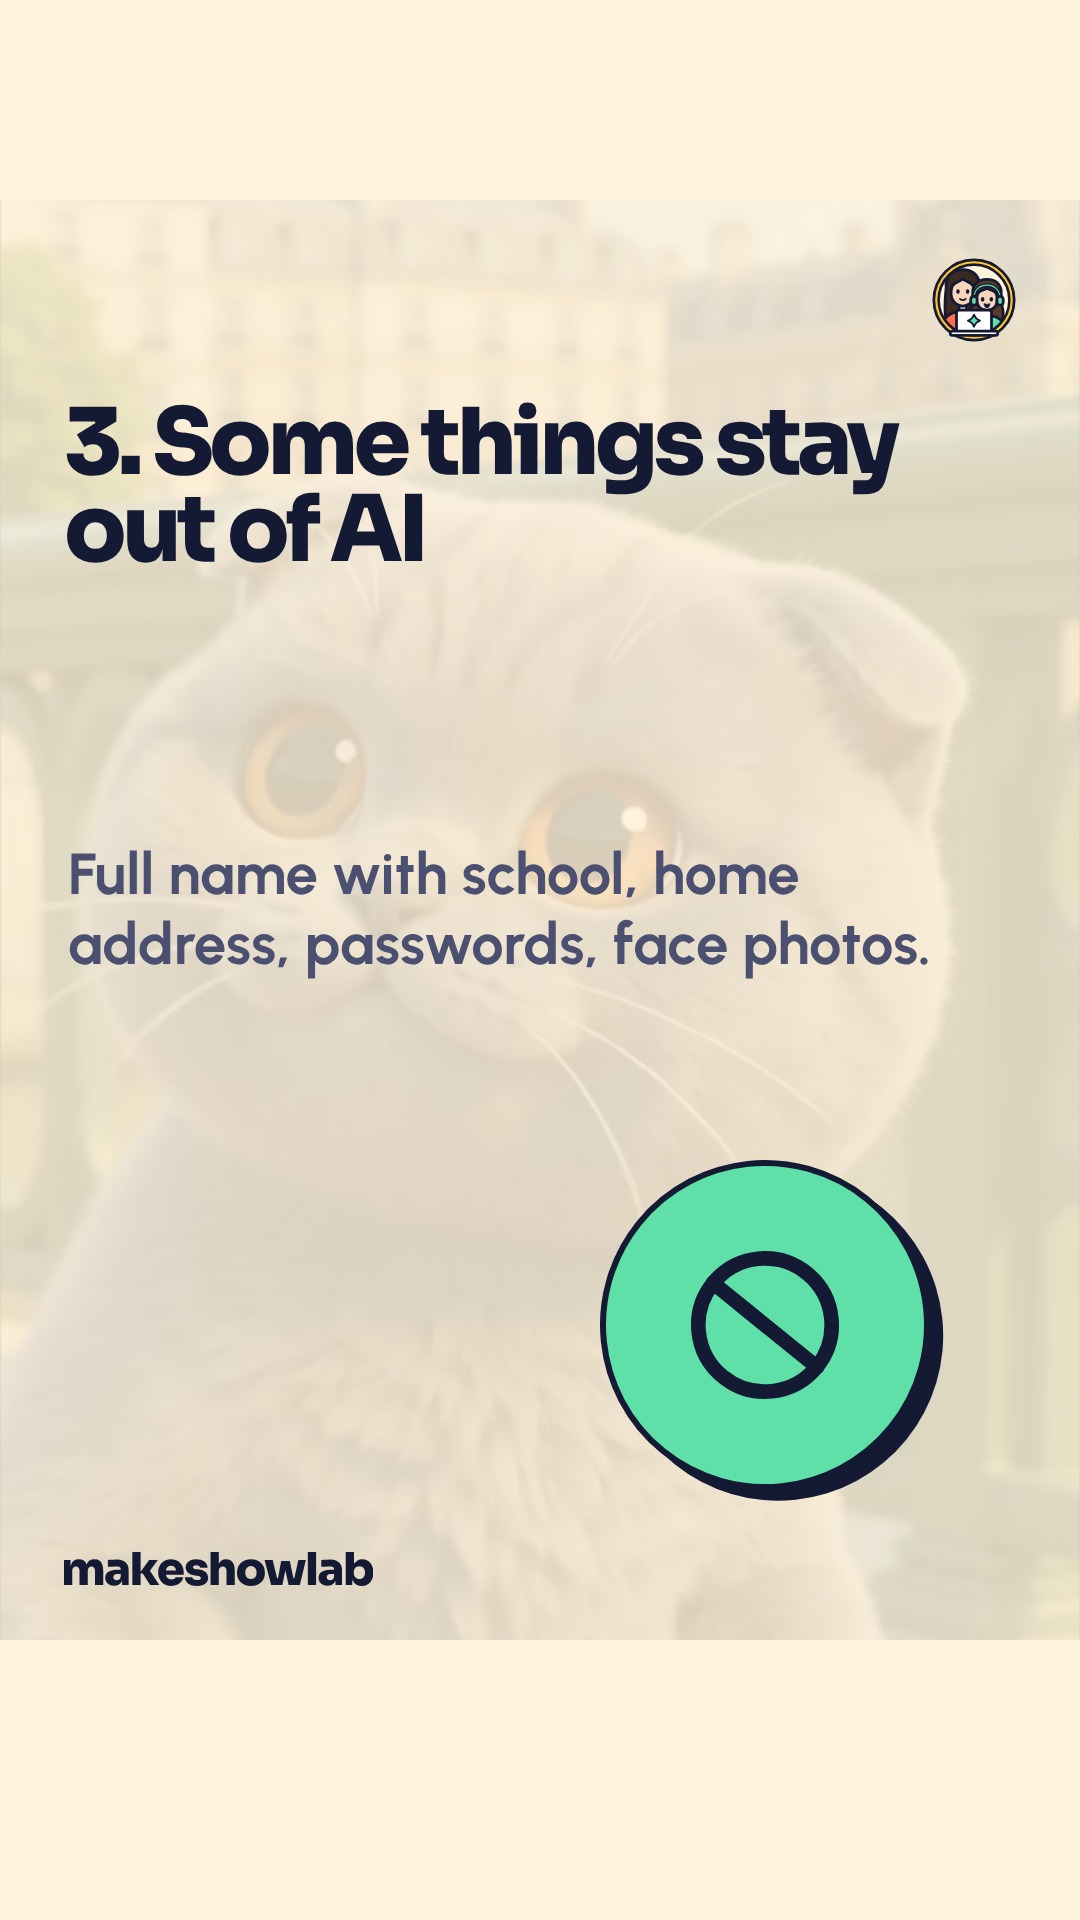 3. Some things stay
out of AI
Full name with school, home
address, passwords, face photos.
makeshowlab